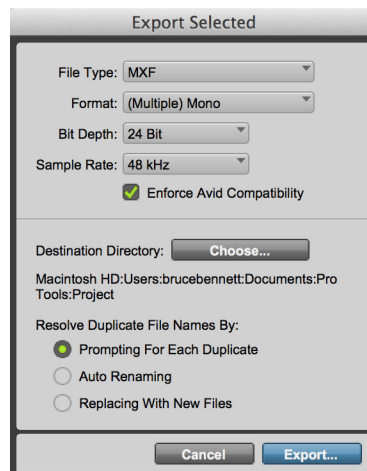 Export Selected
File Type: MXF
Format: (Multiple) Mono
Bit Depth: 24 Bit
Sample Rate: 48 kHz
Enforce Avid Compatibility
Destination Directory: Choose...
Macintosh HD:Users:brucebennett:Documents:Pro
Tools:Project
Resolve Duplicate File Names By:
Prompting For Each Duplicate
Auto Renaming
Replacing With New Files
Cancel Export...